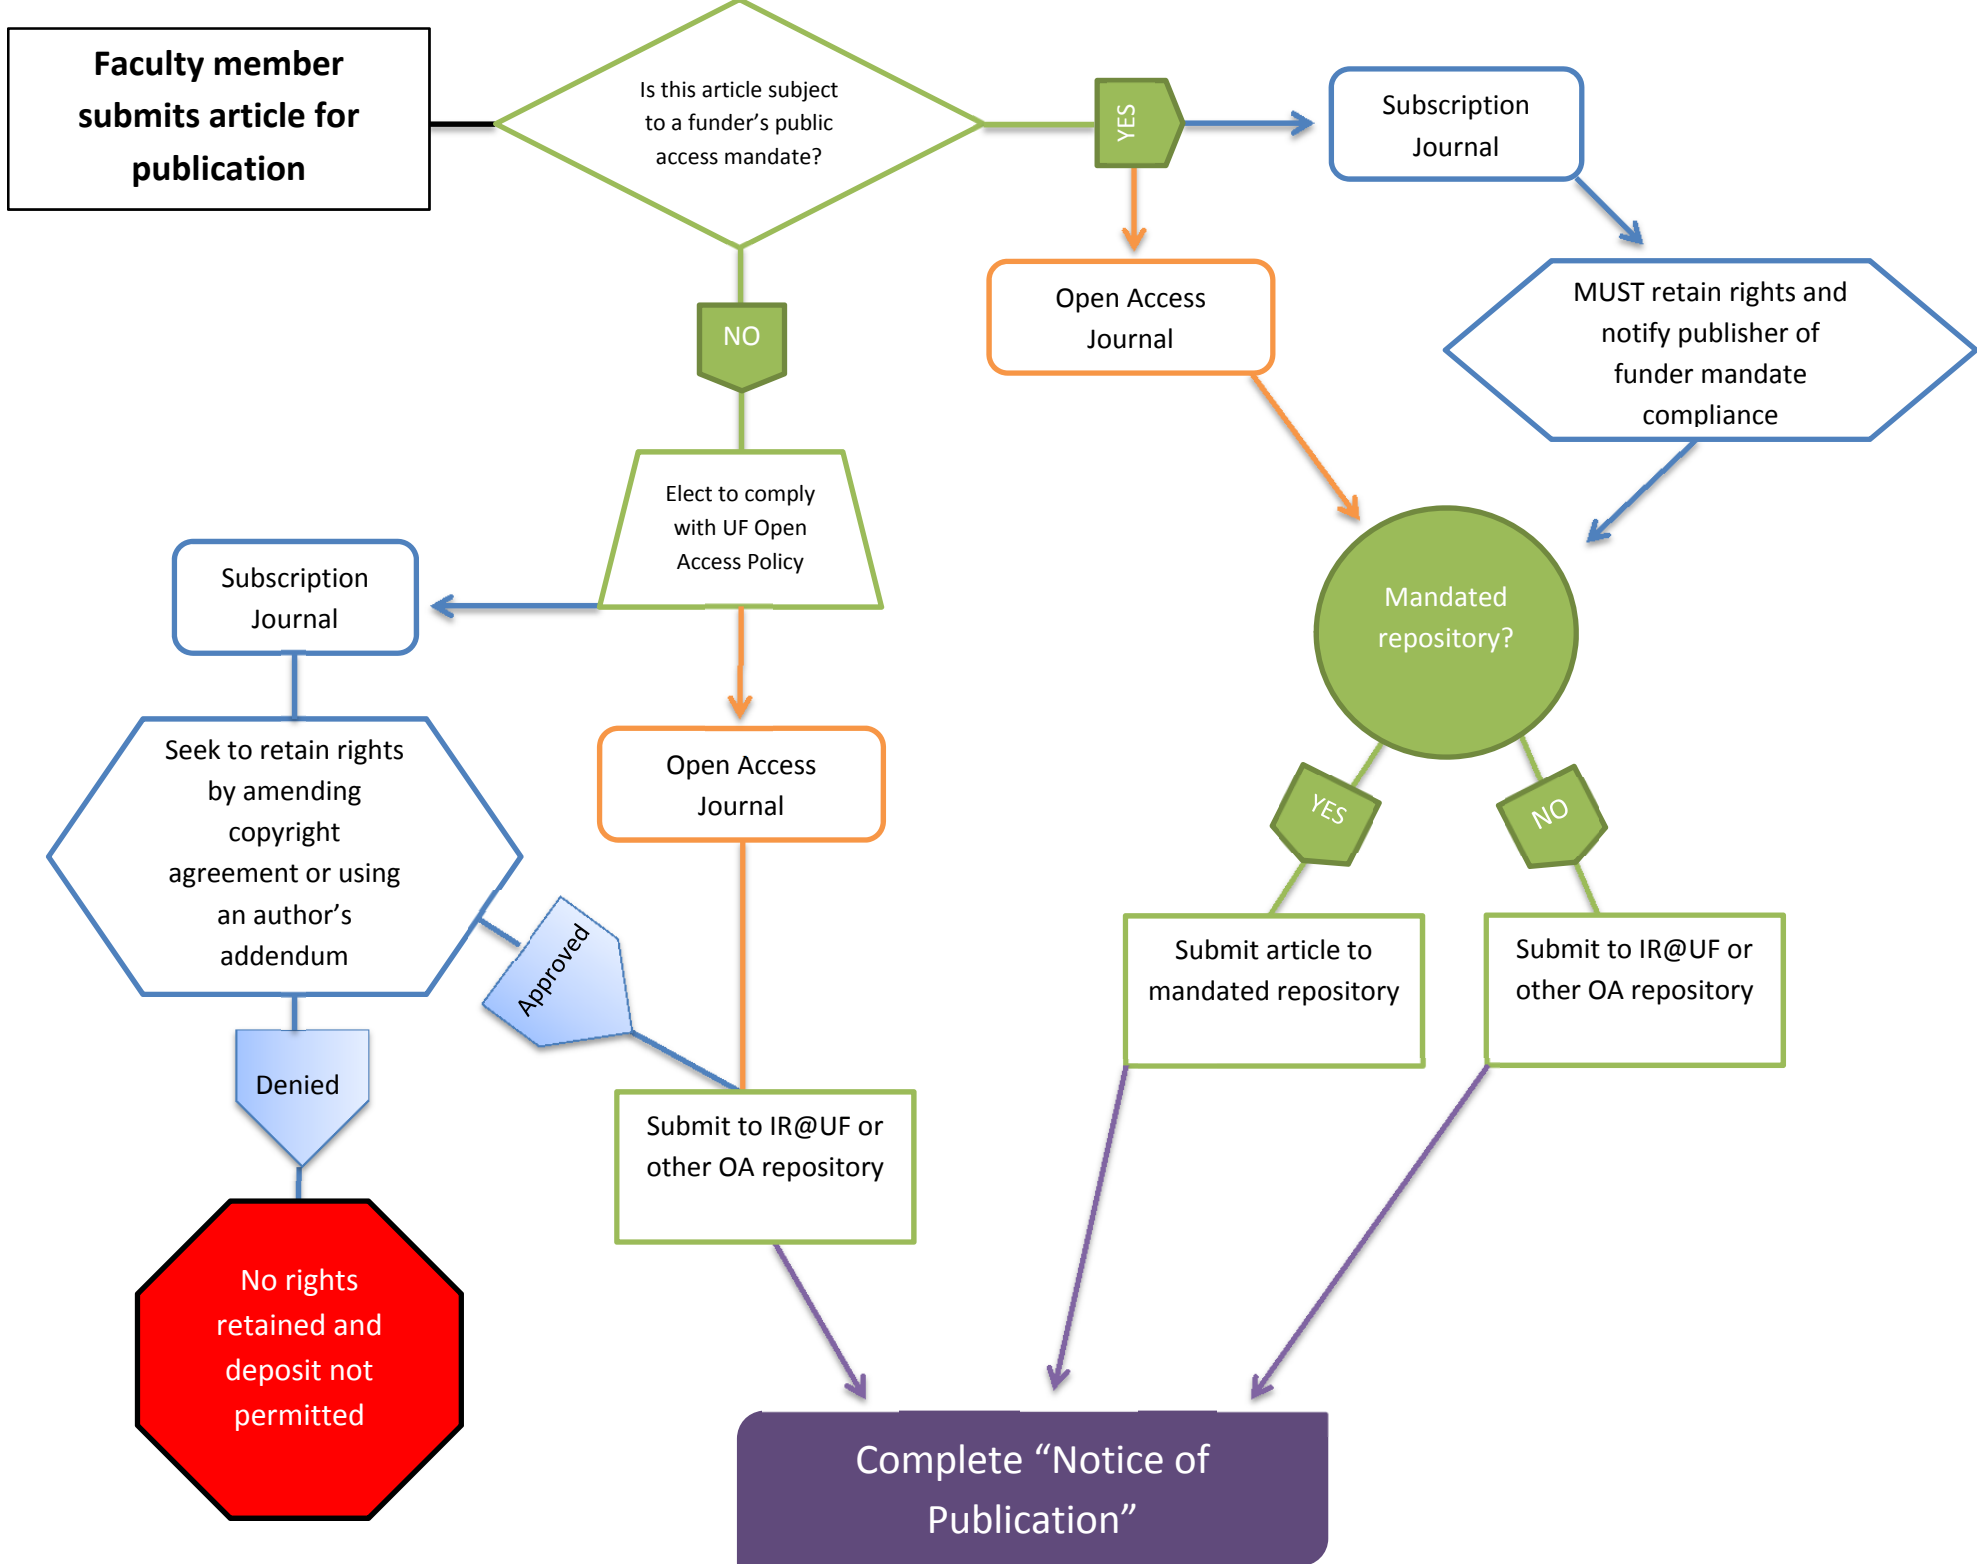 Faculty member
submits article for
publication
Is this article subject
to a funder’s public
access mandate?
YES
Subscription
Journal
Open Access
Journal
MUST retain rights and
notify publisher of
funder mandate
compliance
NO
Elect to comply
with UF Open
Access Policy
Subscription
Journal
Mandated
repository?
Seek to retain rights
by amending
copyright
agreement or using
an author’s
addendum
Open Access
Journal
YES
NO
Approved
Denied
Submit article to
mandated repository
Submit to IR@UF or
other OA repository
Submit to IR@UF or
other OA repository
No rights
retained and
deposit not
permitted
Complete “Notice of
Publication”